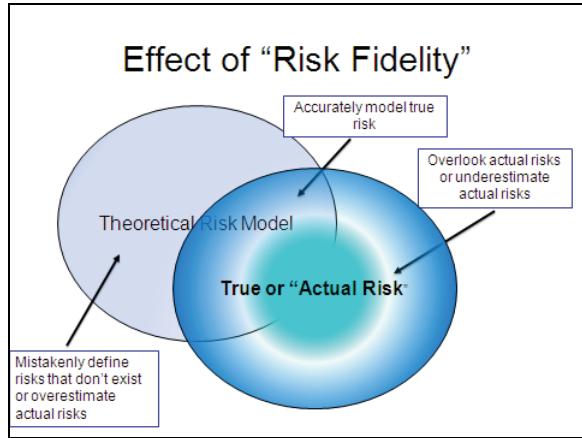 Effect of “Risk Fidelity”
Accurately model true
risk
Overlook actual risks
or underestimate
actual risks
Theoretical Risk Model
True or “Actual Risk”
Mistakenly define
risks that don’t exist
or overestimate
actual risks